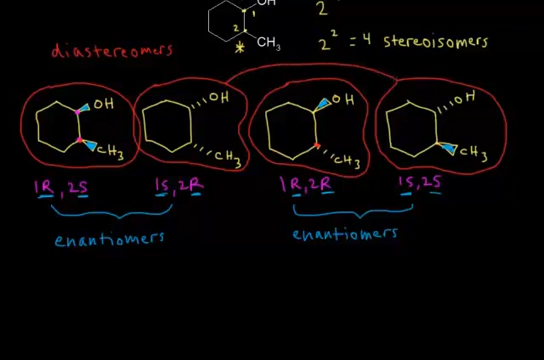 OH
1
2
2
*
CH3
2² = 4 stereoisomers
diastereomers
OH OH OH OH
CH3 CH3 CH3 CH3
1R, 2S 1S, 2R 1R, 2R 1S, 2S
enantiomers enantiomers